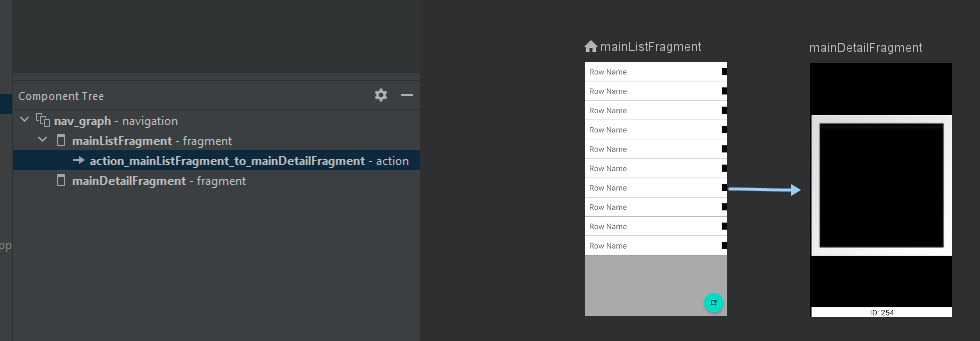 Component Tree
nav_graph - navigation
mainListFragment - fragment
action_mainListFragment_to_mainDetailFragment - action
mainDetailFragment - fragment
pp
mainListFragment
Row Name
Row Name
Row Name
Row Name
Row Name
Row Name
Row Name
Row Name
Row Name
Row Name
mainDetailFragment
ID: 254